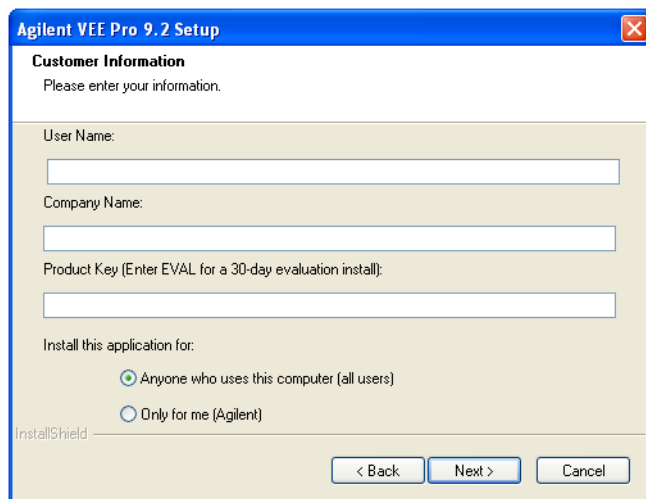 Agilent VEE Pro 9.2 Setup
Customer Information
Please enter your information.
User Name:
Company Name:
Product Key (Enter EVAL for a 30-day evaluation install):
Install this application for:
Anyone who uses this computer (all users)
Only for me (Agilent)
InstallShield
< Back Next > Cancel